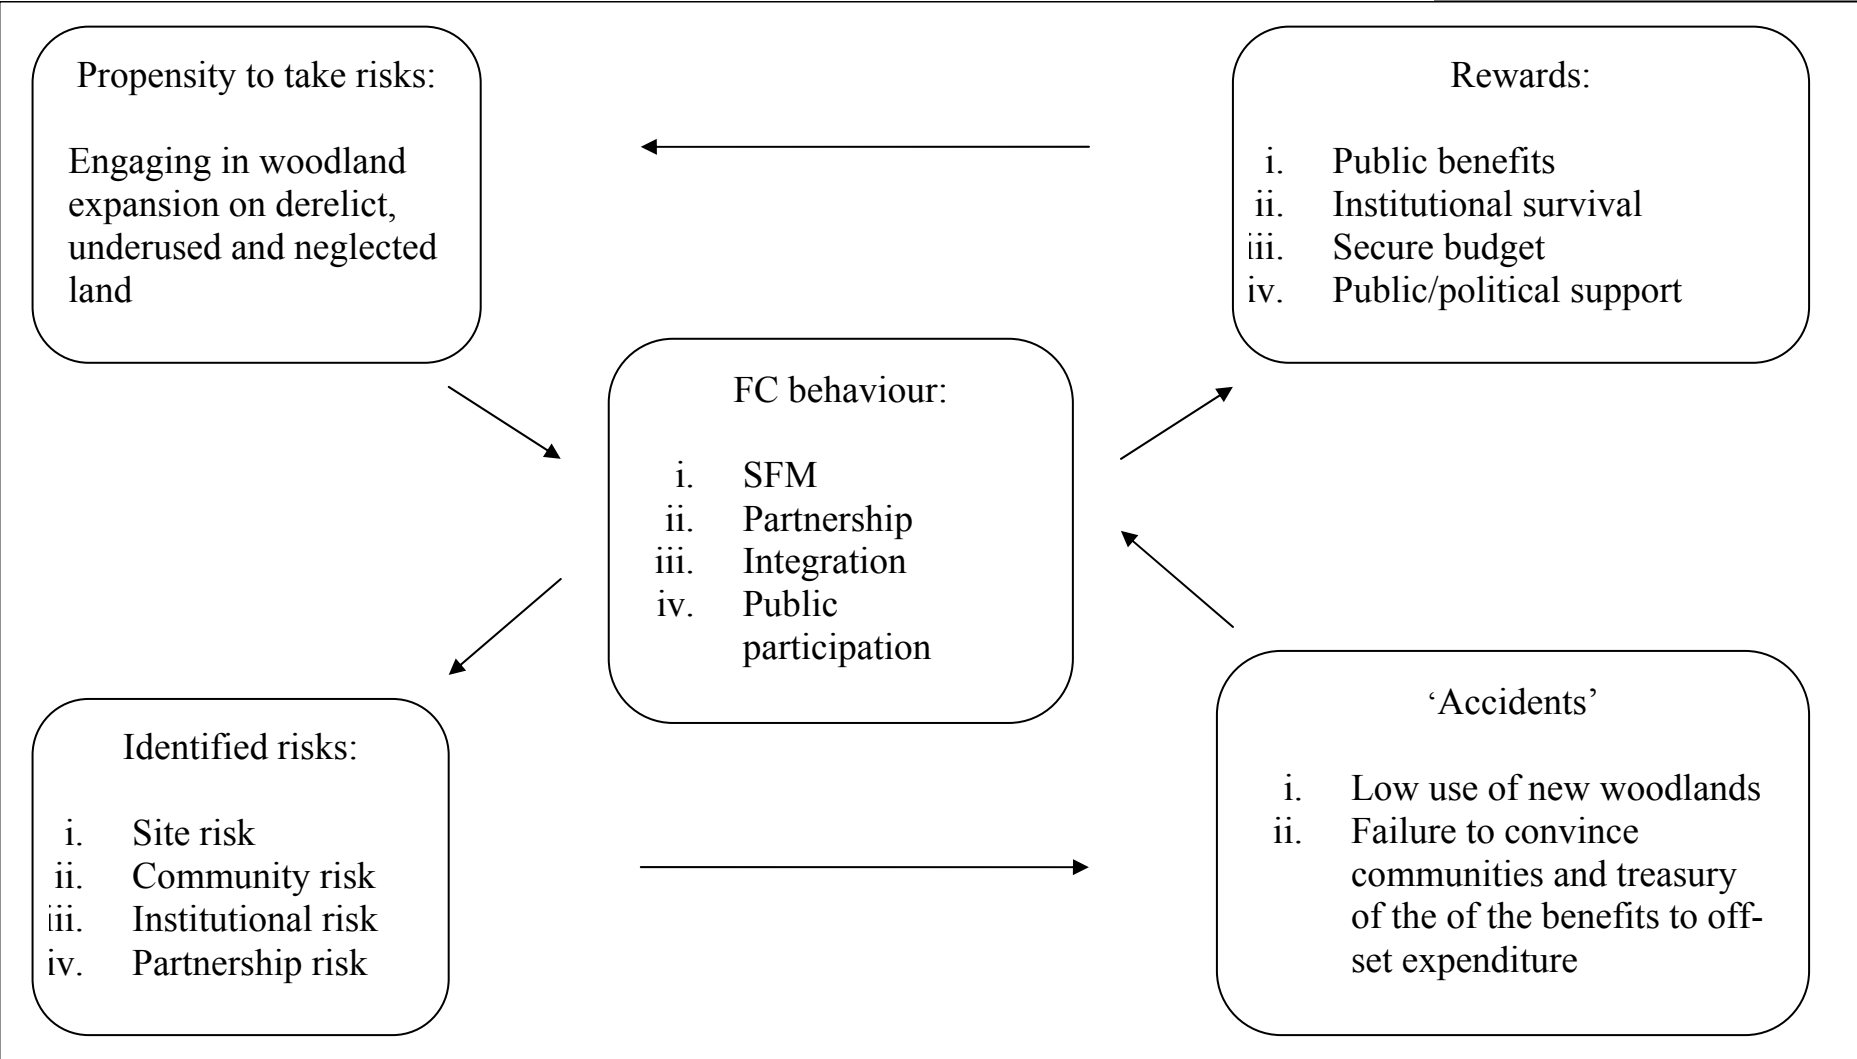 Propensity to take risks:
Engaging in woodland
expansion on derelict,
underused and neglected
land
Rewards:
i. Public benefits
ii. Institutional survival
iii. Secure budget
iv. Public/political support
FC behaviour:
i. SFM
ii. Partnership
iii. Integration
iv. Public
participation
Identified risks:
i. Site risk
ii. Community risk
iii. Institutional risk
iv. Partnership risk
‘Accidents’
i. Low use of new woodlands
ii. Failure to convince
communities and treasury
of the of the benefits to off-
set expenditure